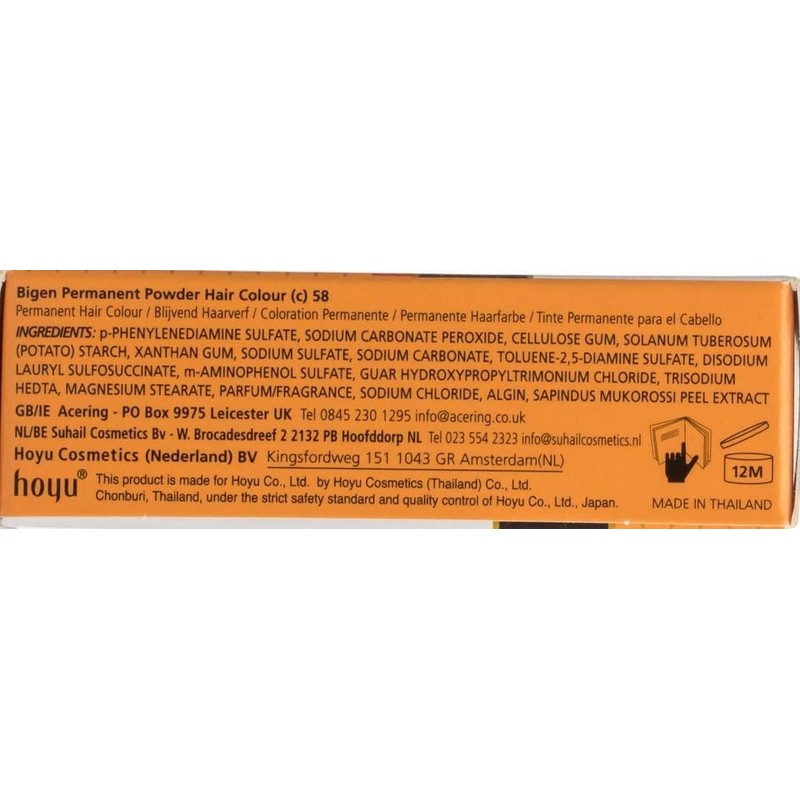 Bigen Permanent Powder Hair Colour (c) 58
Permanent Hair Colour / Blijvend Haarverf / Coloration Permanente / Permanente Haarfarbe / Tinte Permanente para el Cabello
INGREDIENTS: p-PHENYLENEDIAMINE SULFATE, SODIUM CARBONATE PEROXIDE, CELLULOSE GUM, SOLANUM TUBEROSUM
(POTATO) STARCH, XANTHAN GUM, SODIUM SULFATE, SODIUM CARBONATE, TOLUENE-2,5-DIAMINE SULFATE, DISODIUM
LAURYL SULFOSUCCINATE, m-AMINOPHENOL SULFATE, GUAR HYDROXYPROPYLTRIMONIUM CHLORIDE, TRISODIUM
HEDTA, MAGNESIUM STEARATE, PARFUM/FRAGRANCE, SODIUM CHLORIDE, ALGIN, SAPINDUS MUKOROSSI PEEL EXTRACT
GB/IE Acering - PO Box 9975 Leicester UK Tel 0845 230 1295 info@acering.co.uk
NL/BE Suhail Cosmetics Bv - W. Brocadesdreef 2 2132 PB Hoofddorp NL Tel 023 554 2323 info@suhailcosmetics.nl
Hoyu Cosmetics (Nederland) BV Kingsfordweg 151 1043 GR Amsterdam(NL)
hoyu® This product is made for Hoyu Co., Ltd. by Hoyu Cosmetics (Thailand) Co., Ltd.
Chonburi, Thailand, under the strict safety standard and quality control of Hoyu Co., Ltd., Japan.
12M
MADE IN THAILAND